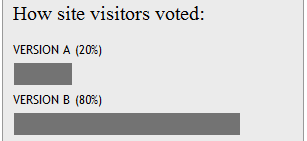 How site visitors voted:
VERSION A (20%)
VERSION B (80%)